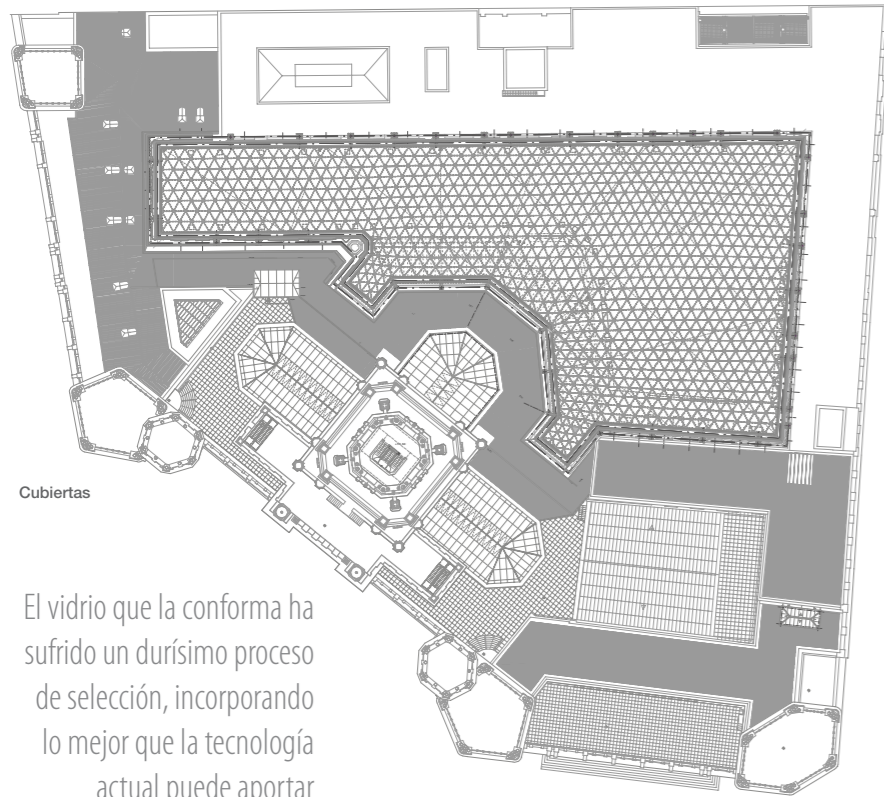 Cubiertas
El vidrio que la conforma ha
sufrido un durísimo proceso
de selección, incorporando
lo mejor que la tecnología
actual puede aportar